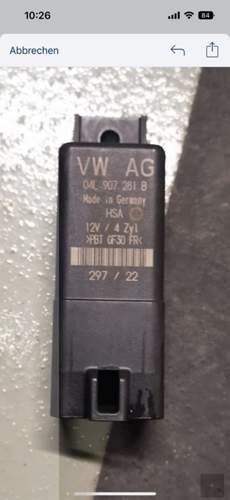 10:26
84
Abbrechen
VW AG
04L 907 281 B
Made in Germany
HSA
12V / 4 Zyl
>PBT GF30 FR<
297 / 22